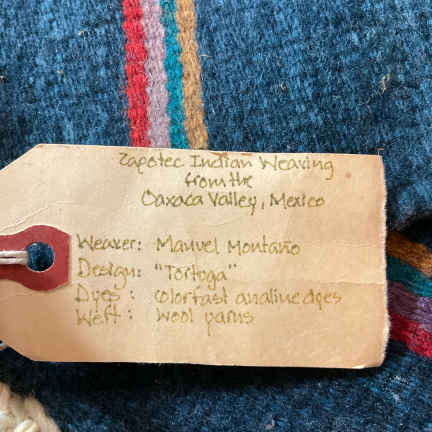 Zapotec Indian Weaving
from the
Oaxaca Valley, Mexico
Weaver: Manuel Montaño
Design: "Tortuga"
Dyes: colorfast analine dyes
Weft: Wool yarns